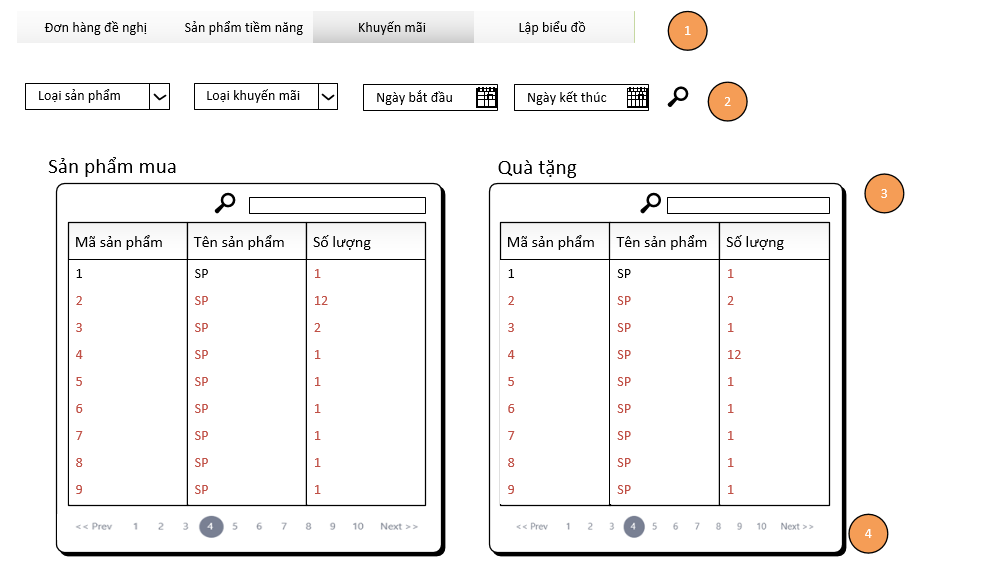 Đơn hàng đề nghị Sản phẩm tiềm năng Khuyến mãi Lập biểu đồ 1
Loại sản phẩm Loại khuyến mãi Ngày bắt đầu Ngày kết thúc 2
Sản phẩm mua
Mã sản phẩm Tên sản phẩm Số lượng
1 SP 1
2 SP 12
3 SP 2
4 SP 1
5 SP 1
6 SP 1
7 SP 1
8 SP 1
9 SP 1
<< Prev 1 2 3 4 5 6 7 8 9 10 Next >>
Quà tặng
3
Mã sản phẩm Tên sản phẩm Số lượng
1 SP 1
2 SP 2
3 SP 1
4 SP 12
5 SP 1
6 SP 1
7 SP 1
8 SP 1
9 SP 1
<< Prev 1 2 3 4 5 6 7 8 9 10 Next >>
4